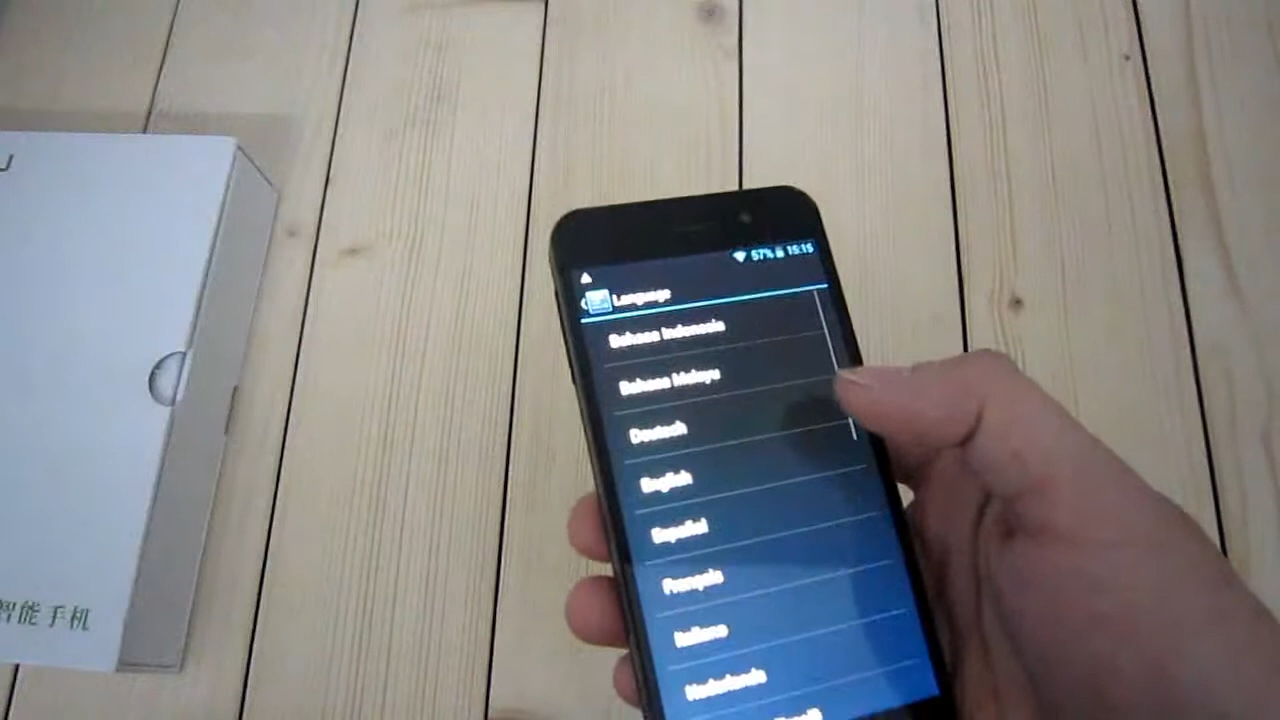 57% 15:15
Language
Bahasa Indonesia
Bahasa Melayu
Deutsch
English
Español
Français
Italiano
Nederlands
智能手机